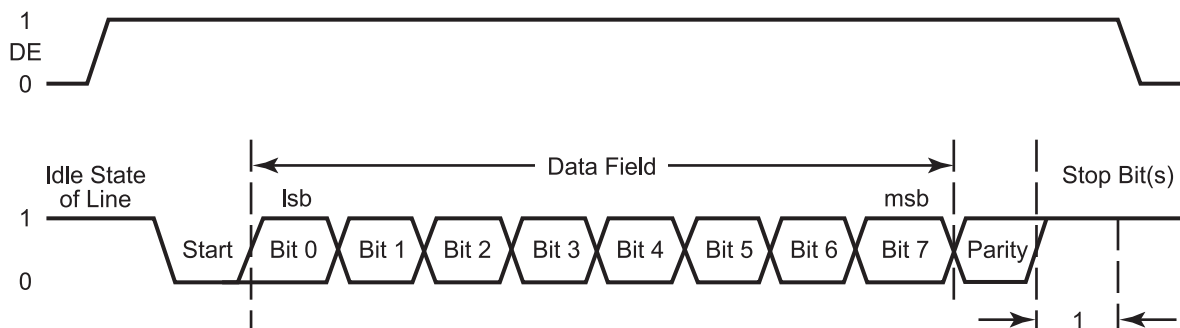 1
DE
0
Data Field
Idle State
of Line
Stop Bit(s)
lsb
msb
1
Start
Bit 0
Bit 1
Bit 2
Bit 3
Bit 4
Bit 5
Bit 6
Bit 7
Parity
0
1